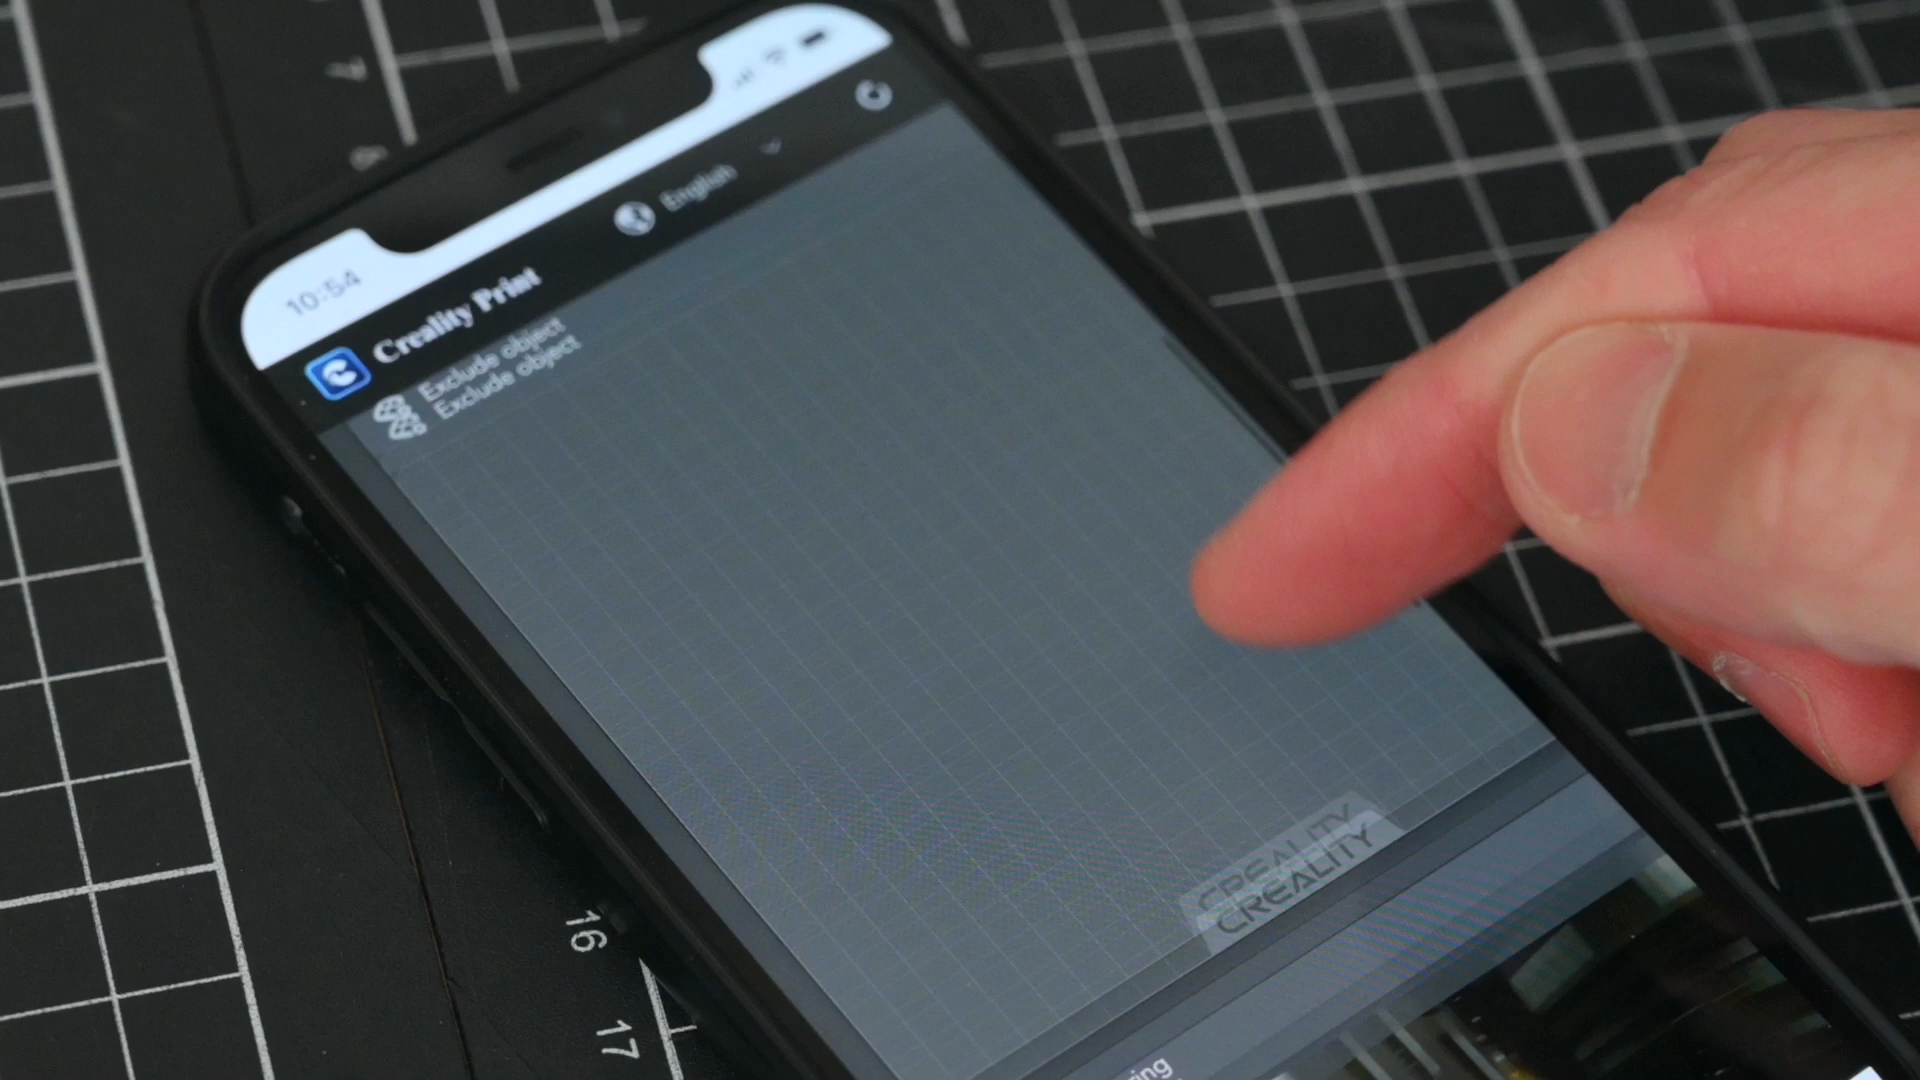 10:54
English
Creality Print
Exclude object
Exclude object
CREALITY
CREALITY
16
17